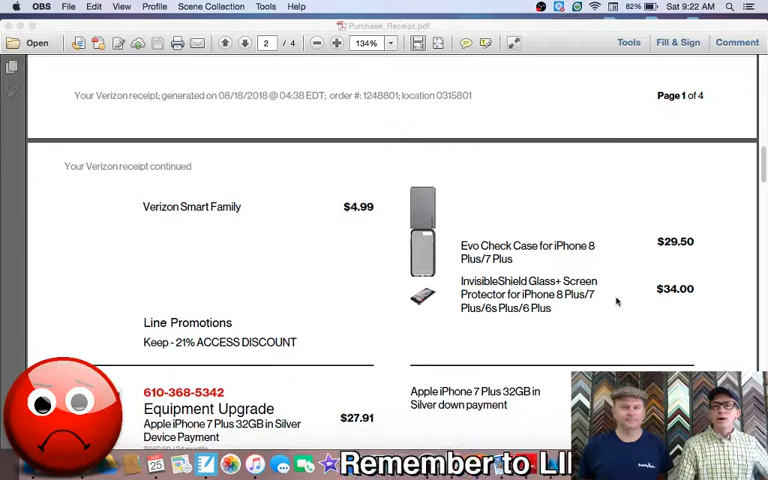 OBS File Edit View Profile Scene Collection Tools Help 82% Sat 9:22 AM
Purchase_Receipt.pdf
Open 2 / 4 134% Tools Fill & Sign Comment
Your Verizon receipt; generated on 08/18/2018 @ 04:38 EDT; order #: 1248801; location 0315801 Page 1 of 4
Your Verizon receipt continued
Verizon Smart Family $4.99
Evo Check Case for iPhone 8 $29.50
Plus/7 Plus
InvisibleShield Glass+ Screen
Protector for iPhone 8 Plus/7 $34.00
Plus/6s Plus/6 Plus
Line Promotions
Keep - 21% ACCESS DISCOUNT
610-368-5342
Equipment Upgrade $27.91
Apple iPhone 7 Plus 32GB in Silver
Device Payment
Apple iPhone 7 Plus 32GB in
Silver down payment
25
Remember to LI